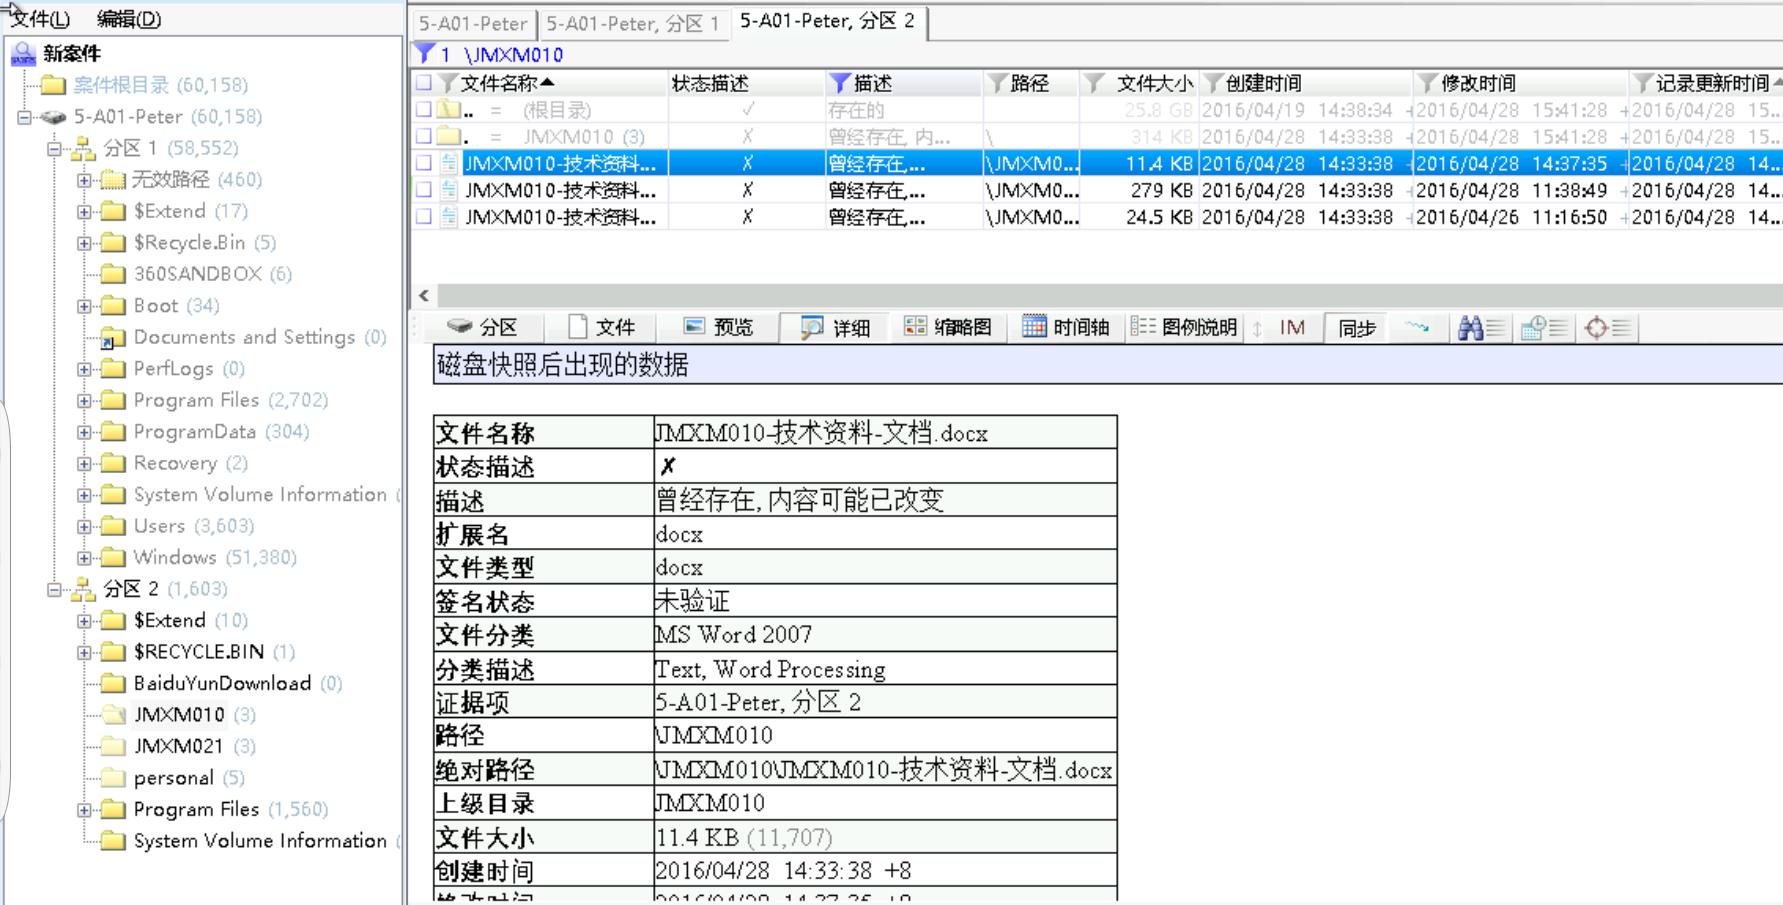 文件(L) 编辑(D)
新案件
案件根目录 (60,158)
5-A01-Peter (60,158)
分区 1 (58,552)
无效路径 (460)
$Extend (17)
$Recycle.Bin (5)
360SANDBOX (6)
Boot (34)
Documents and Settings (0)
PerfLogs (0)
Program Files (2,702)
ProgramData (304)
Recovery (2)
System Volume Information (
Users (3,603)
Windows (51,380)
分区 2 (1,603)
$Extend (10)
$RECYCLE.BIN (1)
BaiduYunDownload (0)
JMXM010 (3)
JMXM021 (3)
personal (5)
Program Files (1,560)
System Volume Information (
5-A01-Peter 5-A01-Peter, 分区 1 5-A01-Peter, 分区 2
1 \JMXM010
文件名称 状态描述 描述 路径 文件大小 创建时间 修改时间 记录更新时间
.. = (根目录) ✓ 存在的 25.8 GB 2016/04/19 14:38:34 + 2016/04/28 15:41:28 + 2016/04/28 15...
. = JMXM010 (3) ✗ 曾经存在, 内... \ 314 KB 2016/04/28 14:33:38 + 2016/04/28 15:41:28 + 2016/04/28 15...
JMXM010-技术资料... ✗ 曾经存在,... \JMXM0... 11.4 KB 2016/04/28 14:33:38 + 2016/04/28 14:37:35 + 2016/04/28 14...
JMXM010-技术资料... ✗ 曾经存在,... \JMXM0... 279 KB 2016/04/28 14:33:38 + 2016/04/28 11:38:49 + 2016/04/28 14...
JMXM010-技术资料... ✗ 曾经存在,... \JMXM0... 24.5 KB 2016/04/28 14:33:38 + 2016/04/26 11:16:50 + 2016/04/28 14...
分区 文件 预览 详细 缩略图 时间轴 图例说明 IM 同步
磁盘快照后出现的数据
文件名称 JMXM010-技术资料-文档.docx
状态描述 ✗
描述 曾经存在, 内容可能已改变
扩展名 docx
文件类型 docx
签名状态 未验证
文件分类 MS Word 2007
分类描述 Text, Word Processing
证据项 5-A01-Peter, 分区 2
路径 \JMXM010
绝对路径 \JMXM010\JMXM010-技术资料-文档.docx
上级目录 JMXM010
文件大小 11.4 KB (11,707)
创建时间 2016/04/28 14:33:38 +8
修改时间 2016/04/28 14:37:35 +8